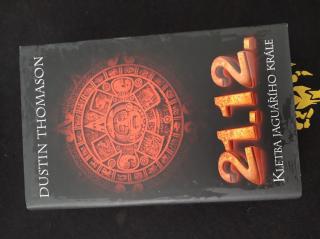 DUSTIN THOMASON
21.12.
KLETBA JAGUÁŘÍHO KRÁLE